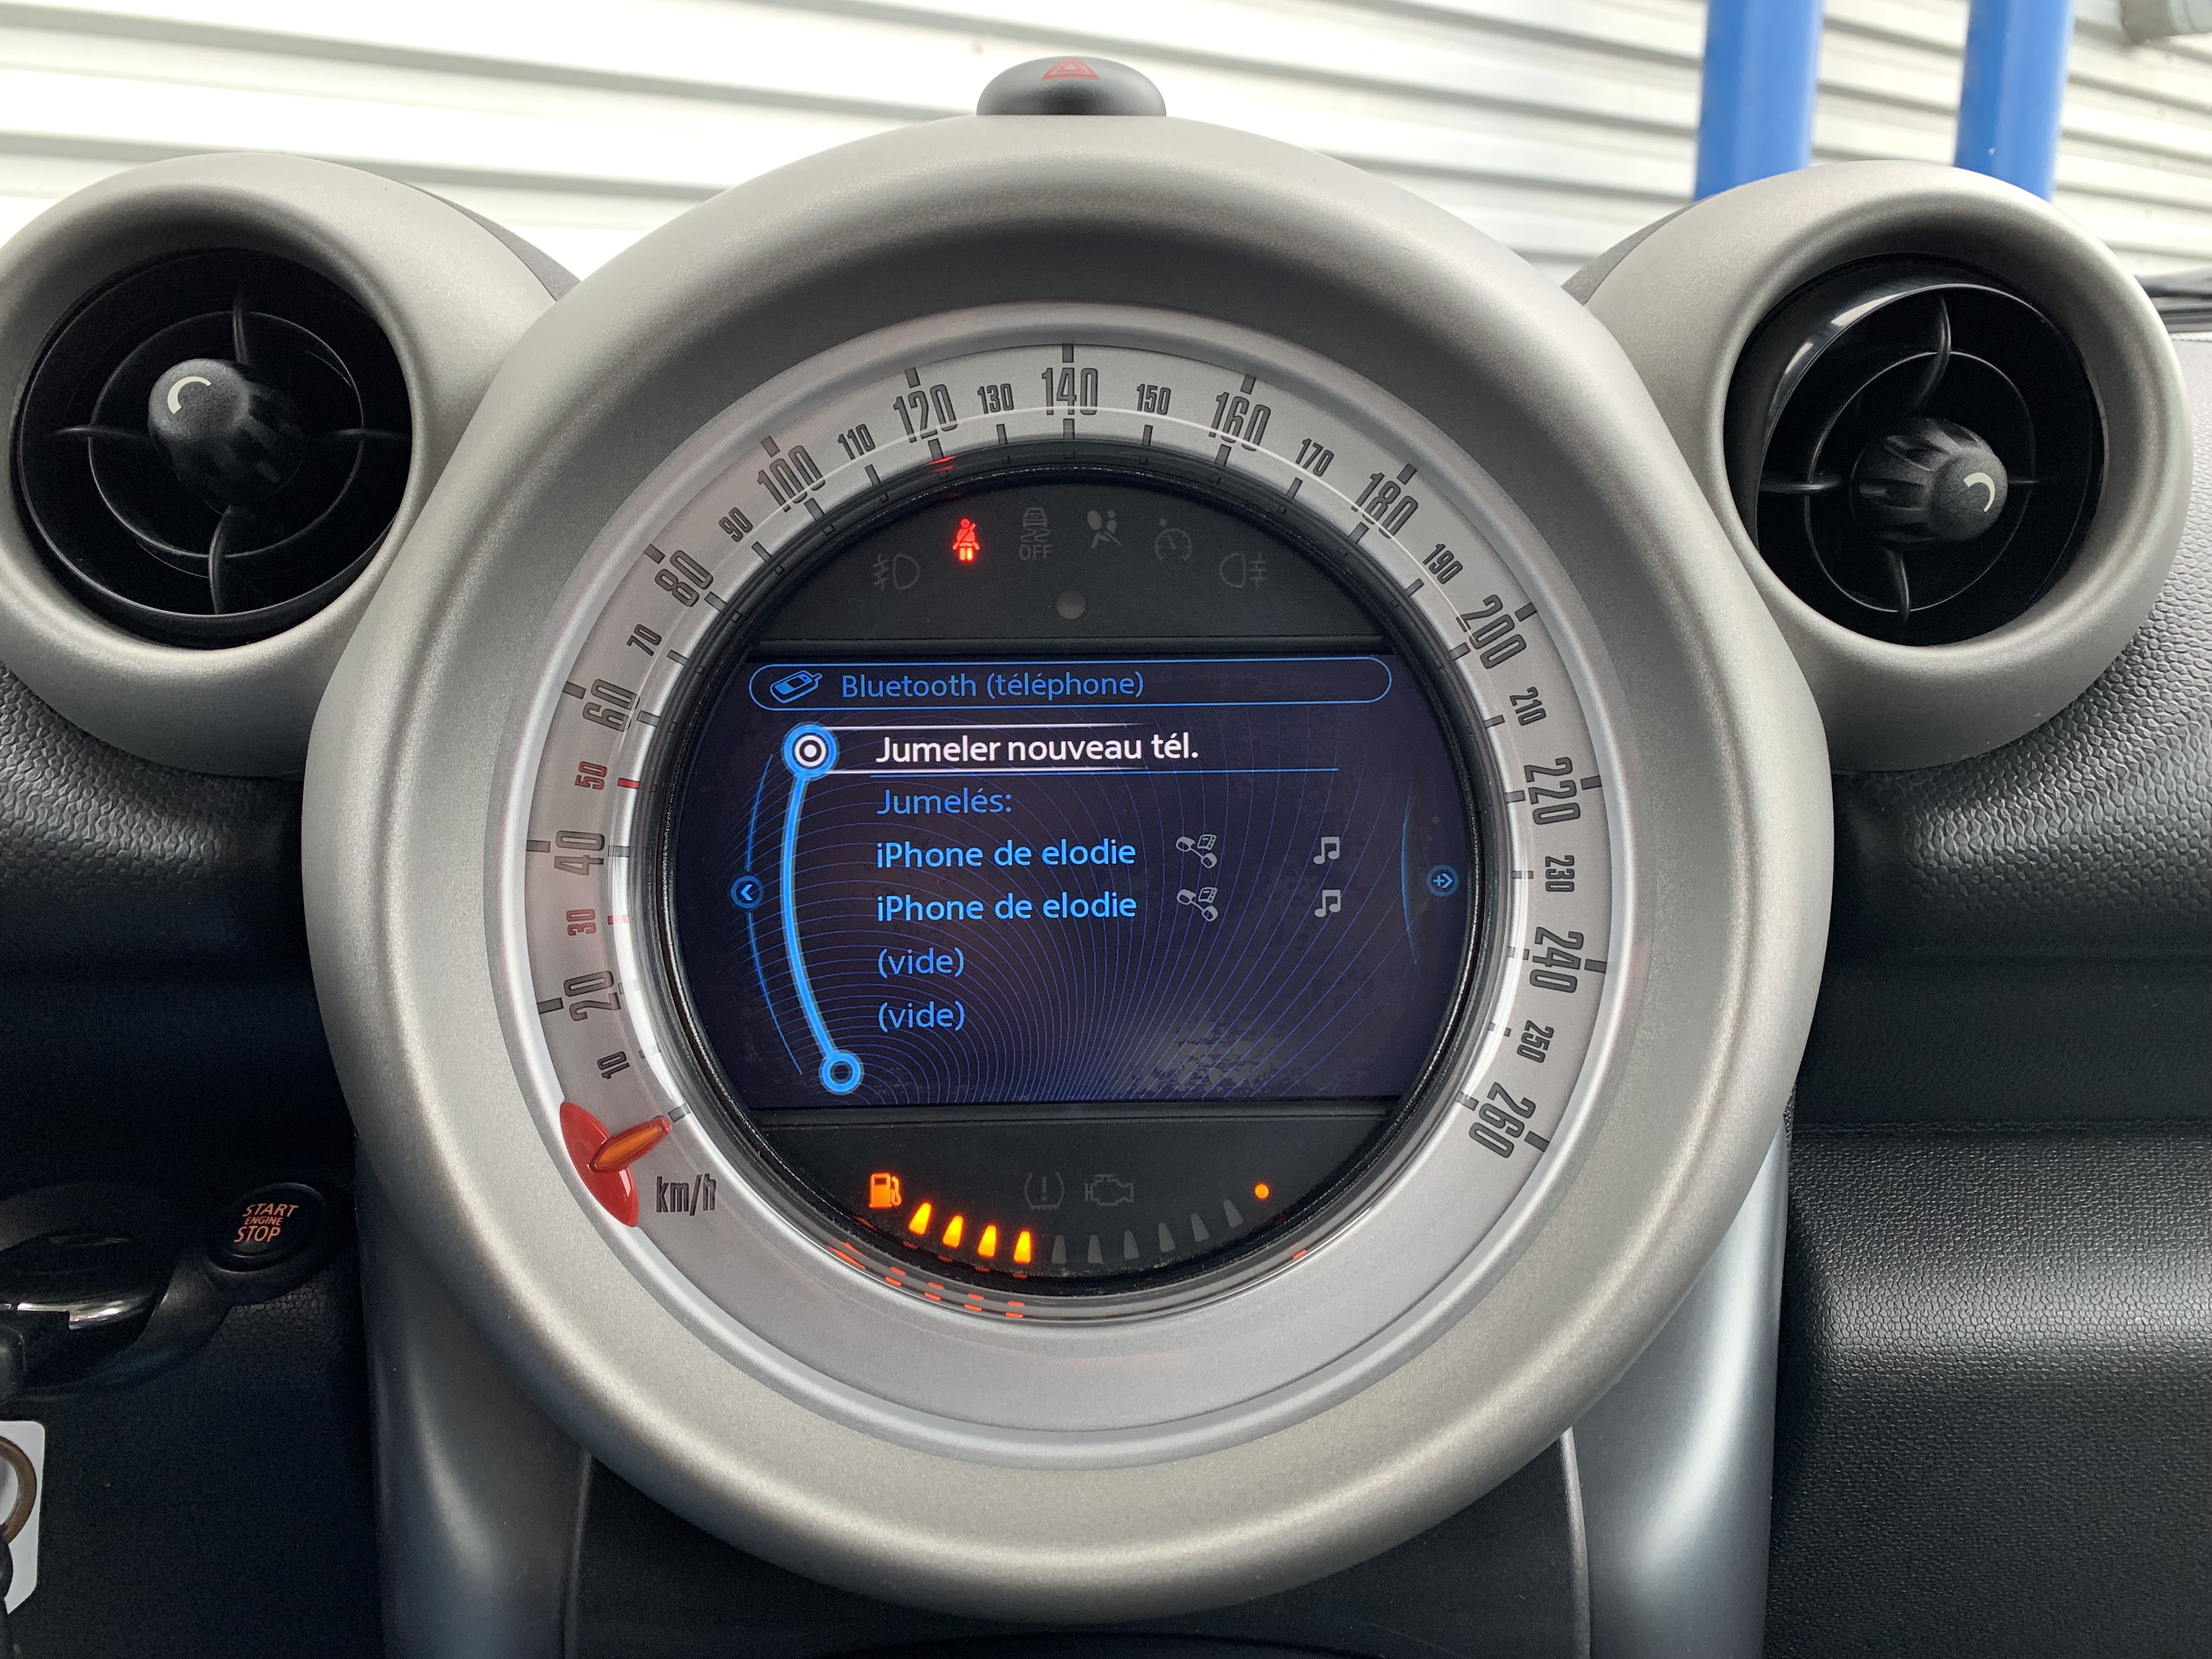 10
20
30
40
50
60
70
80
90
100
110
120
130
140
150
160
170
180
190
200
210
220
230
240
250
260
km/h
OFF
Bluetooth (téléphone)
Jumeler nouveau tél.
Jumelés:
iPhone de elodie
iPhone de elodie
(vide)
(vide)
START
ENGINE
STOP